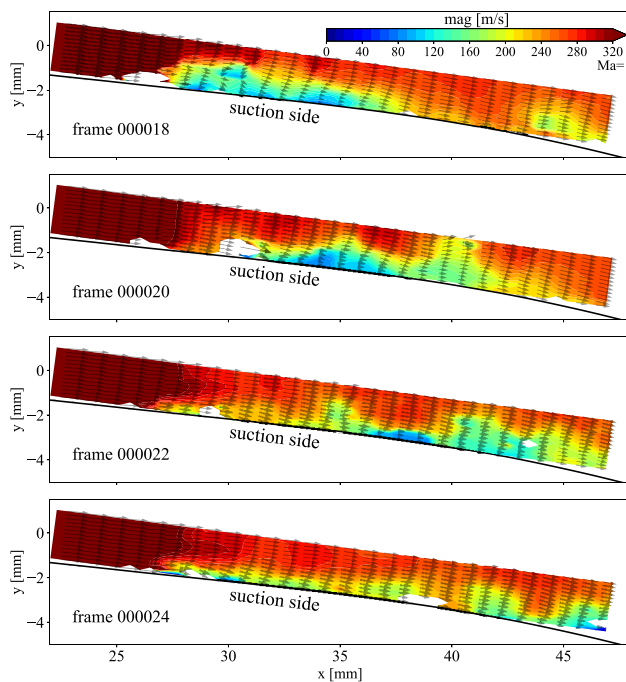 mag [m/s]
0 40 80 120 160 200 240 280 320
Ma=
y [mm]
0
−2
−4
suction side
frame 000018
y [mm]
0
−2
−4
suction side
frame 000020
y [mm]
0
−2
−4
suction side
frame 000022
y [mm]
0
−2
−4
suction side
frame 000024
25 30 35 40 45
x [mm]